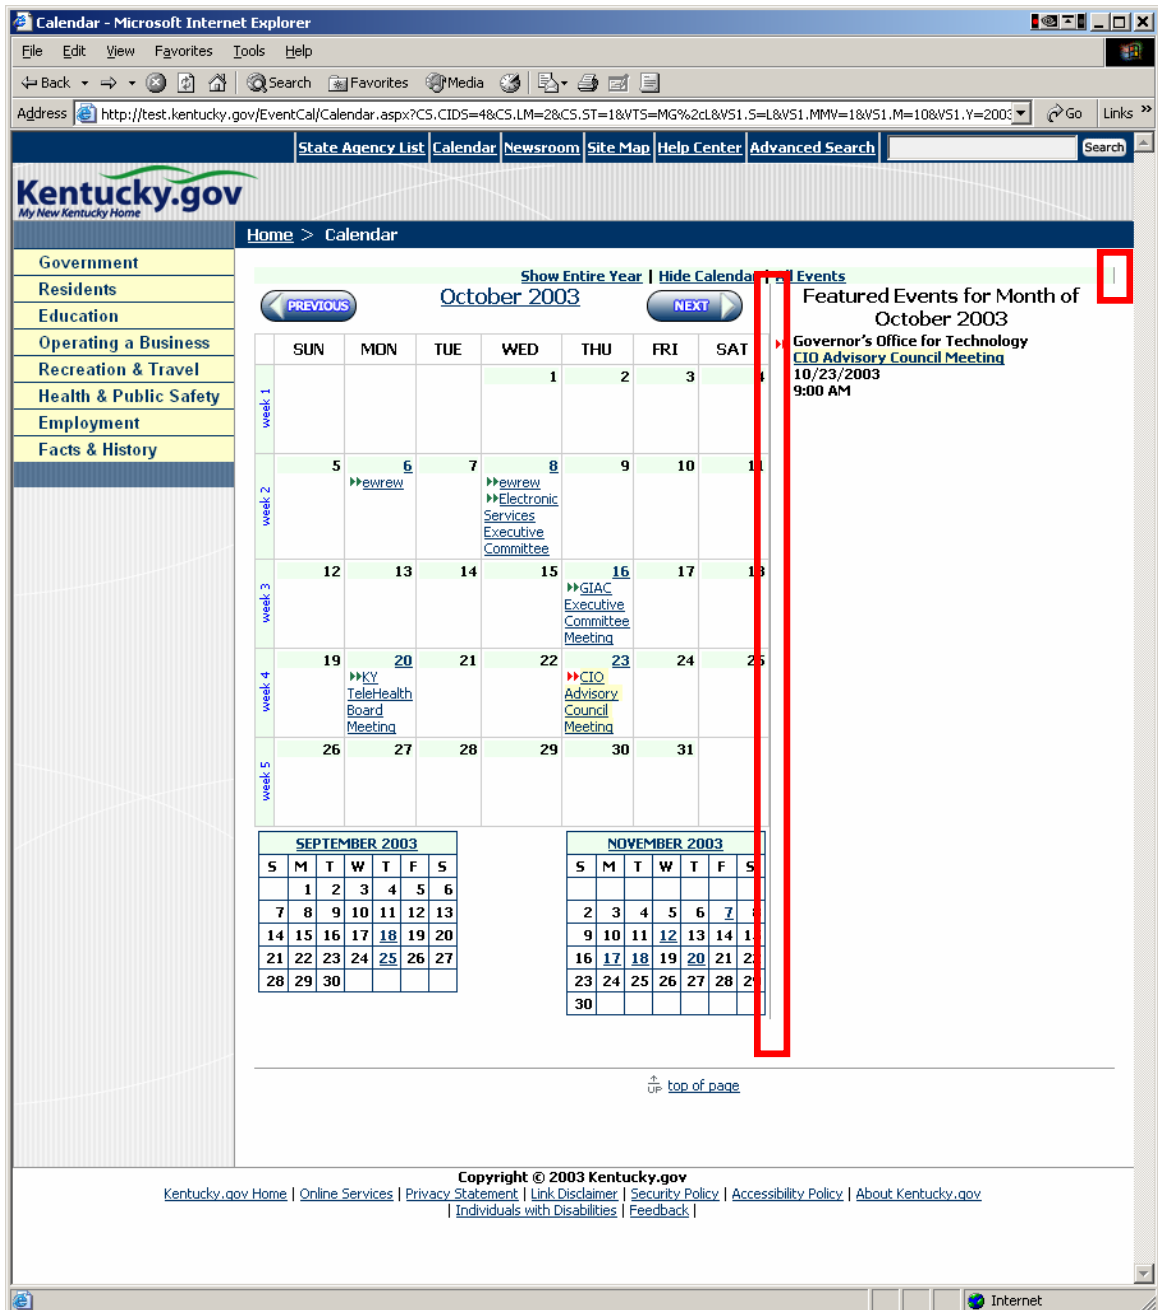 Calendar - Microsoft Internet Explorer
File Edit View Favorites Tools Help
Back Search Favorites Media
Address http://test.kentucky.gov/EventCal/Calendar.aspx?CS.CIDS=4&CS.LM=2&CS.ST=1&VTS=MG%2cL&VS1.S=L&VS1.MMV=1&VS1.M=10&VS1.Y=2003 Go Links »
State Agency List Calendar Newsroom Site Map Help Center Advanced Search Search
Kentucky.gov
My New Kentucky Home
Home > Calendar
Government
Residents
Education
Operating a Business
Recreation & Travel
Health & Public Safety
Employment
Facts & History
Show Entire Year | Hide Calendar | All Events
PREVIOUS October 2003 NEXT
SUN MON TUE WED THU FRI SAT
week 1
1 2 3 4
week 2
5 6 7 8 9 10 11
ewrew
ewrew
Electronic
Services
Executive
Committee
week 3
12 13 14 15 16 17 18
GIAC
Executive
Committee
Meeting
week 4
19 20 21 22 23 24 25
KY
TeleHealth
Board
Meeting
CIO
Advisory
Council
Meeting
week 5
26 27 28 29 30 31
Featured Events for Month of
October 2003
Governor's Office for Technology
CIO Advisory Council Meeting
10/23/2003
9:00 AM
SEPTEMBER 2003
S M T W T F S
1 2 3 4 5 6
7 8 9 10 11 12 13
14 15 16 17 18 19 20
21 22 23 24 25 26 27
28 29 30
NOVEMBER 2003
S M T W T F S
2 3 4 5 6 7 8
9 10 11 12 13 14 15
16 17 18 19 20 21 22
23 24 25 26 27 28 29
30
UP top of page
Copyright © 2003 Kentucky.gov
Kentucky.gov Home | Online Services | Privacy Statement | Link Disclaimer | Security Policy | Accessibility Policy | About Kentucky.gov
| Individuals with Disabilities | Feedback |
Internet